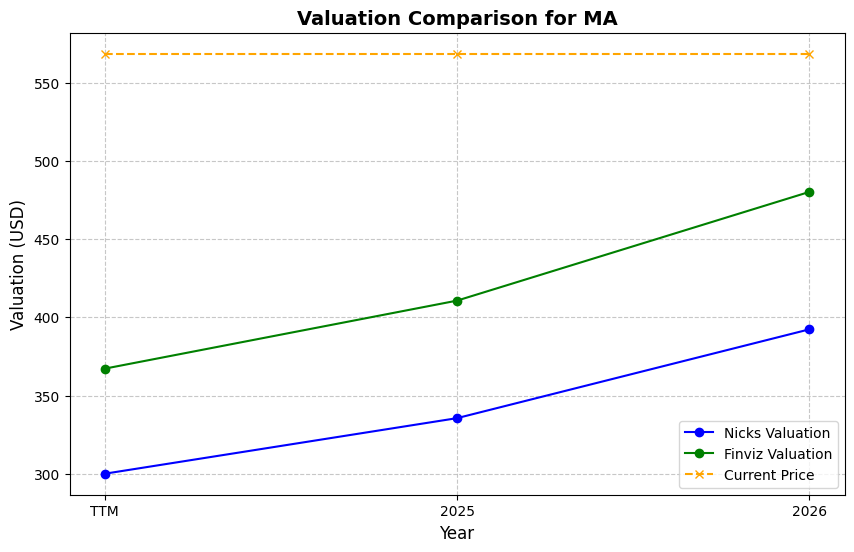 Valuation Comparison for MA
Valuation (USD)
550
500
450
400
350
300
TTM
2025
2026
Year
Nicks Valuation
Finviz Valuation
Current Price